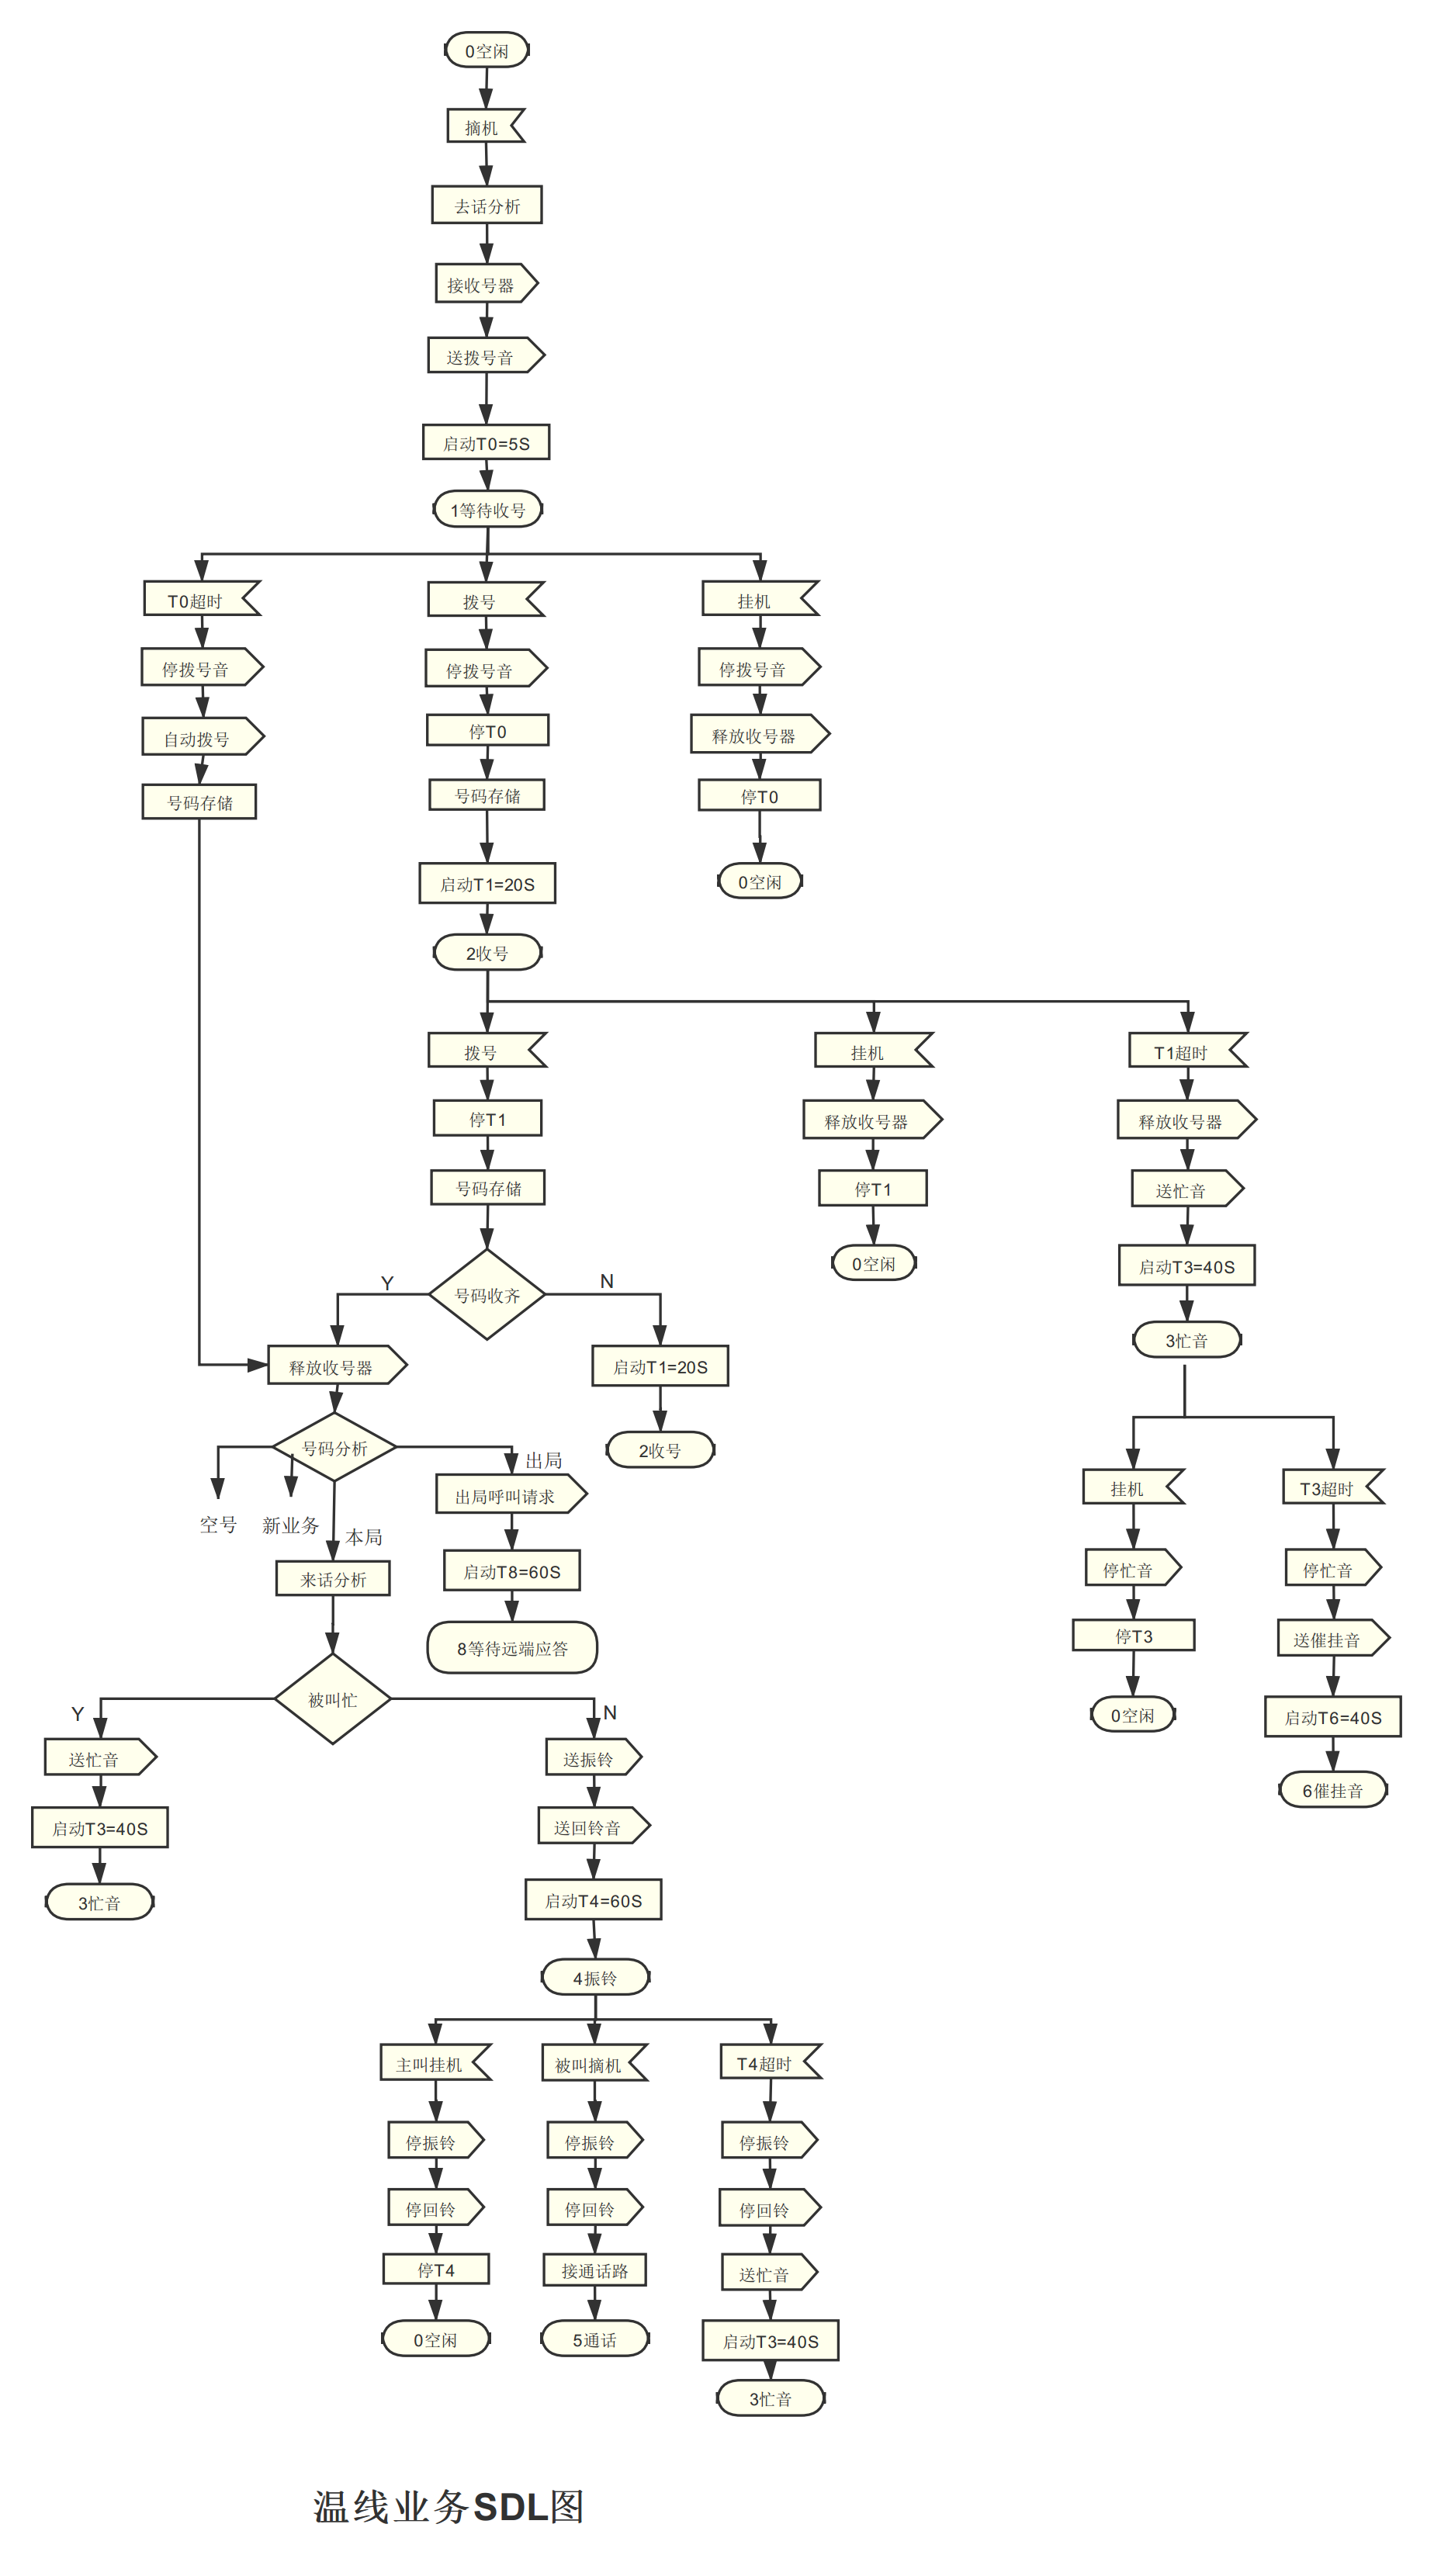 0空闲
摘机
去话分析
接收号器
送拨号音
启动T0=5S
1等待收号
T0超时
拨号
挂机
停拨号音
停拨号音
停拨号音
自动拨号
停T0
释放收号器
号码存储
号码存储
停T0
启动T1=20S
0空闲
2收号
拨号
挂机
T1超时
停T1
释放收号器
释放收号器
号码存储
停T1
送忙音
Y
号码收齐
N
0空闲
启动T3=40S
释放收号器
启动T1=20S
3忙音
号码分析
出局
2收号
空号
新业务
本局
出局呼叫请求
挂机
T3超时
来话分析
启动T8=60S
停忙音
停忙音
8等待远端应答
停T3
送催挂音
Y
被叫忙
N
0空闲
启动T6=40S
送忙音
送振铃
6催挂音
启动T3=40S
送回铃音
3忙音
启动T4=60S
4振铃
主叫挂机
被叫摘机
T4超时
停振铃
停振铃
停振铃
停回铃
停回铃
停回铃
停T4
接通话路
送忙音
0空闲
5通话
启动T3=40S
3忙音
温线业务SDL图